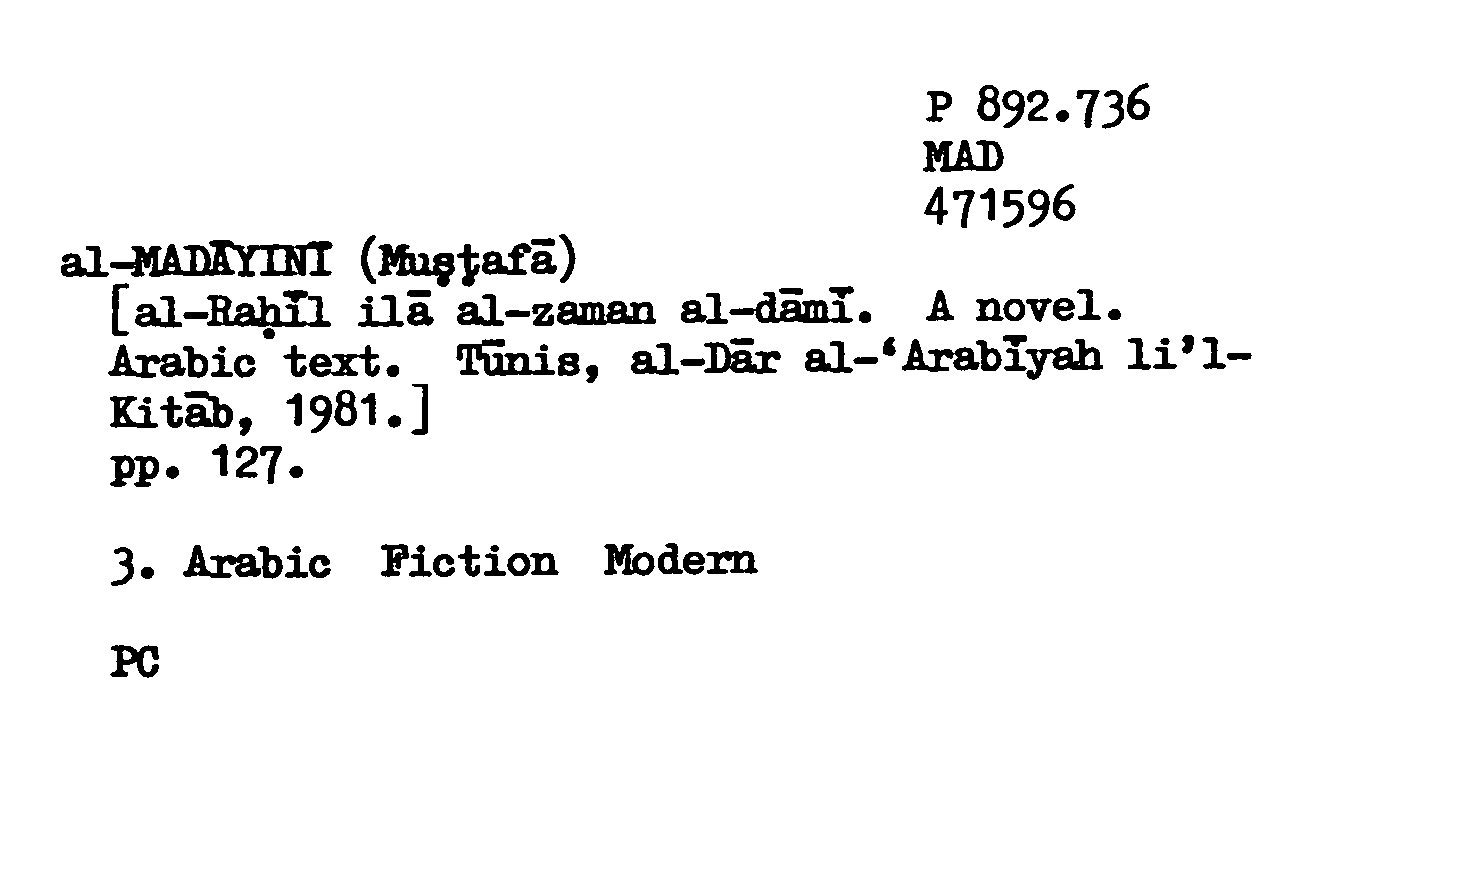 P 892.736
MAD
471596
al-MADĀYINĪ (Muṣṭafā)
[al-Raḥīl ilā al-zaman al-dāmī. A novel.
Arabic text. Tūnis, al-Dār al-‘Arabīyah li’l-
Kitāb, 1981.]
pp. 127.
3. Arabic Fiction Modern
PC